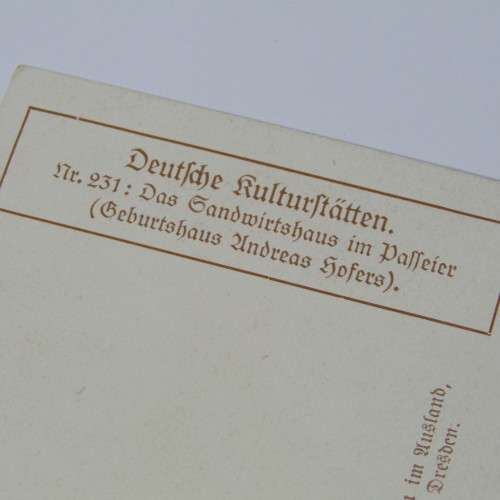 Deutſche Kulturſtätten.
Nr. 231: Das Sandwirtshaus im Paſſeier
(Geburtshaus Andreas Hofers).
im Ausland,
Dresden.